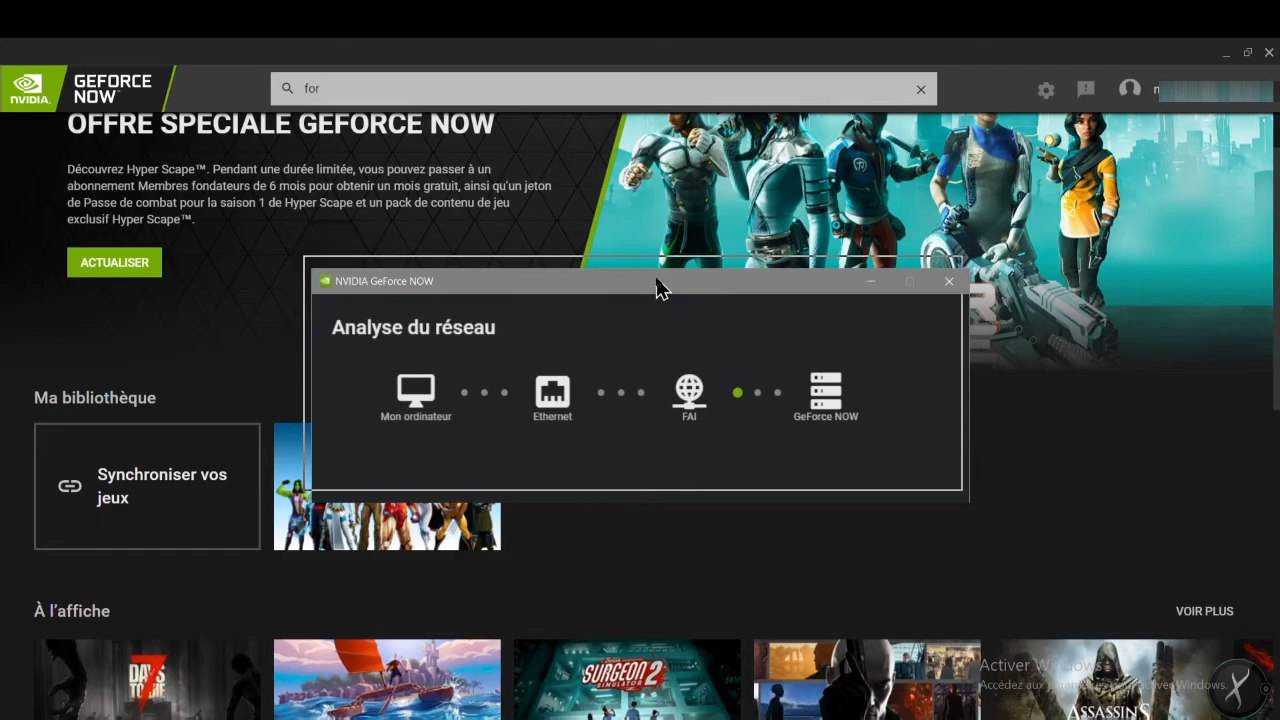 NVIDIA.
GEFORCE
NOW
for
OFFRE SPECIALE GEFORCE NOW
Découvrez Hyper Scape™. Pendant une durée limitée, vous pouvez passer à un
abonnement Membres fondateurs de 6 mois pour obtenir un mois gratuit, ainsi qu'un jeton
de Passe de combat pour la saison 1 de Hyper Scape et un pack de contenu de jeu
exclusif Hyper Scape™.
ACTUALISER
NVIDIA GeForce NOW
Analyse du réseau
Mon ordinateur
Ethernet
FAI
GeForce NOW
Ma bibliothèque
Synchroniser vos
jeux
À l'affiche
VOIR PLUS
DAYS
TO DIE
SURGEON 2
SIMULATOR
ASSASSIN'S
Activer Windows